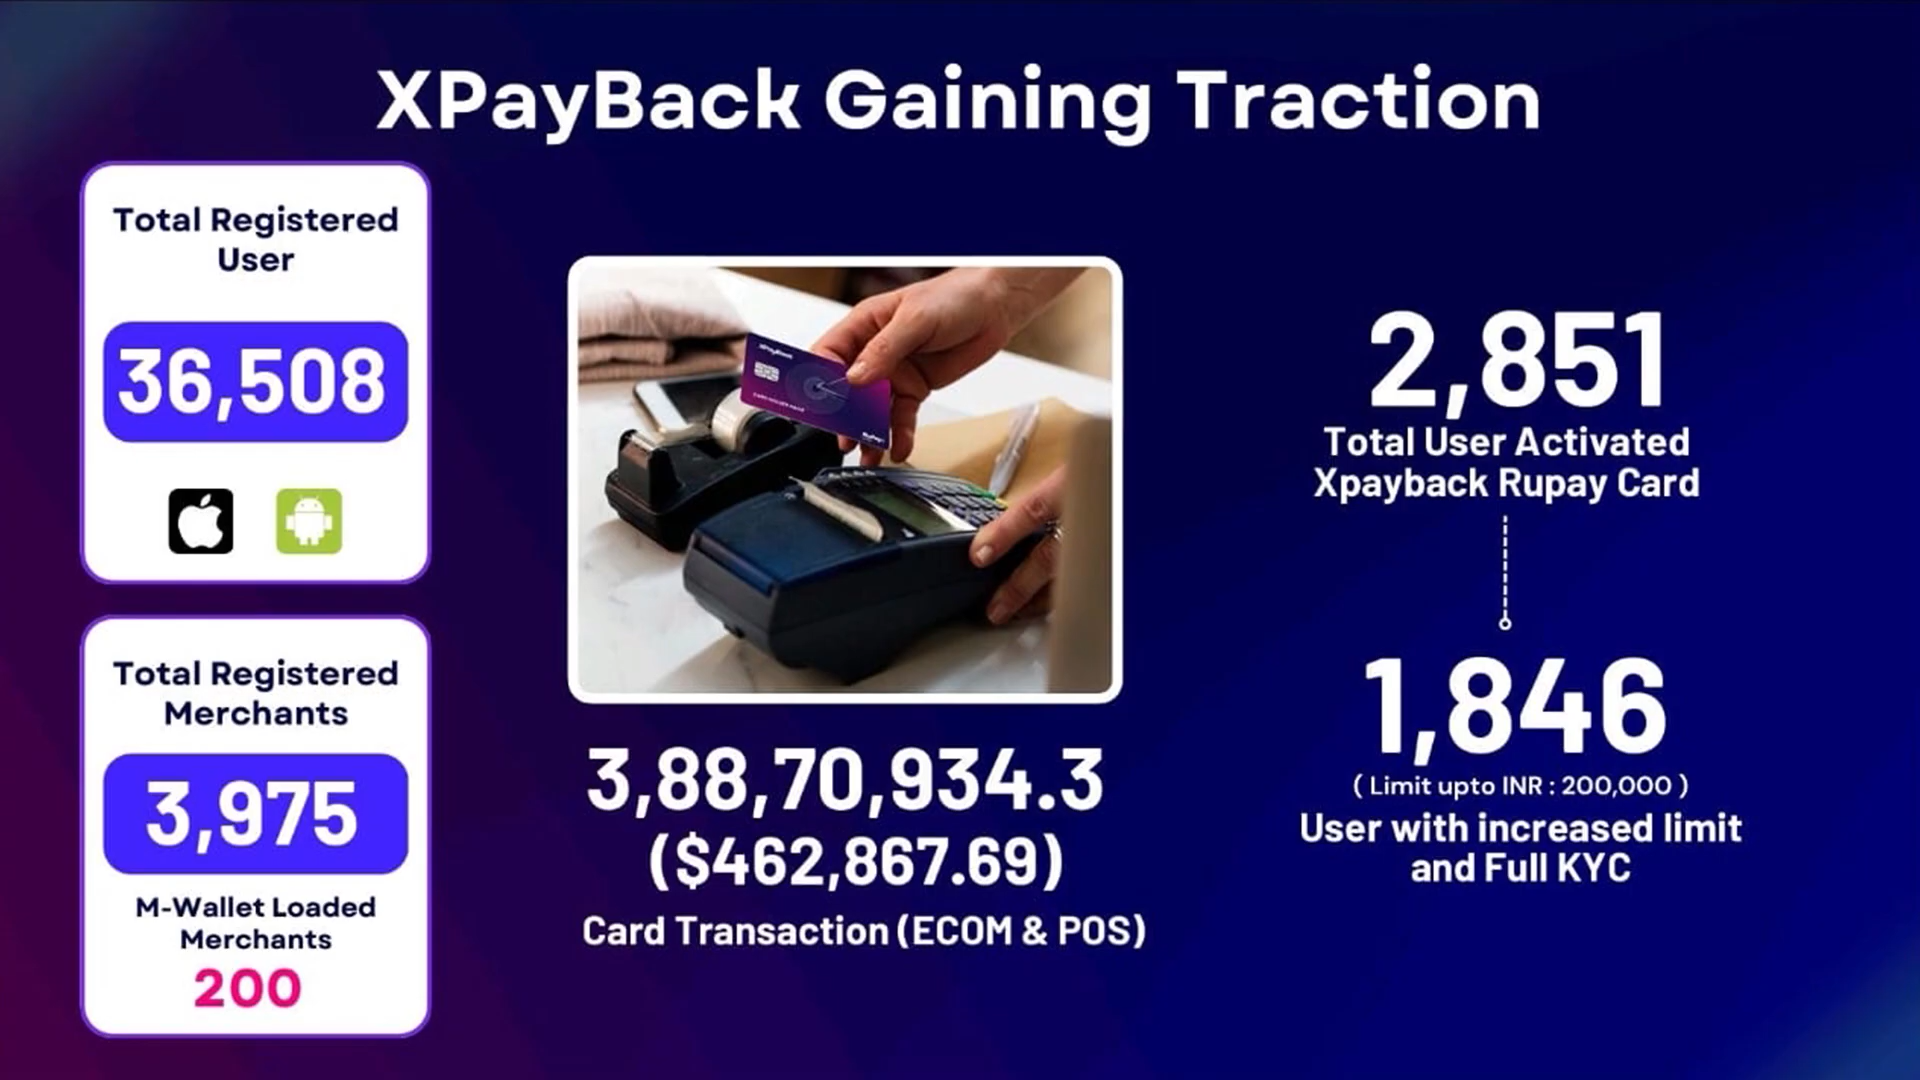 XPayBack Gaining Traction
Total Registered
User
36,508
Total Registered
Merchants
3,975
M-Wallet Loaded
Merchants
200
XPayBack
3,88,70,934.3
($462,867.69)
Card Transaction (ECOM & POS)
2,851
Total User Activated
Xpayback Rupay Card
1,846
( Limit upto INR : 200,000 )
User with increased limit
and Full KYC